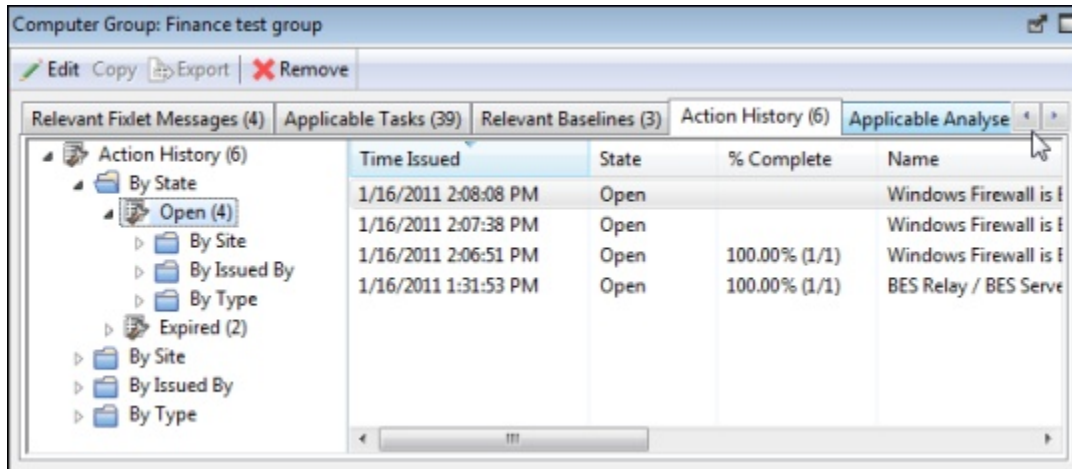 Computer Group: Finance test group
Edit Copy Export Remove
Relevant Fixlet Messages (4) Applicable Tasks (39) Relevant Baselines (3) Action History (6) Applicable Analyse
Action History (6) Time Issued State % Complete Name
By State 1/16/2011 2:08:08 PM Open Windows Firewall is
Open (4) 1/16/2011 2:07:38 PM Open Windows Firewall is
By Site 1/16/2011 2:06:51 PM Open 100.00% (1/1) Windows Firewall is
By Issued By 1/16/2011 1:31:53 PM Open 100.00% (1/1) BES Relay / BES Serve
By Type
Expired (2)
By Site
By Issued By
By Type